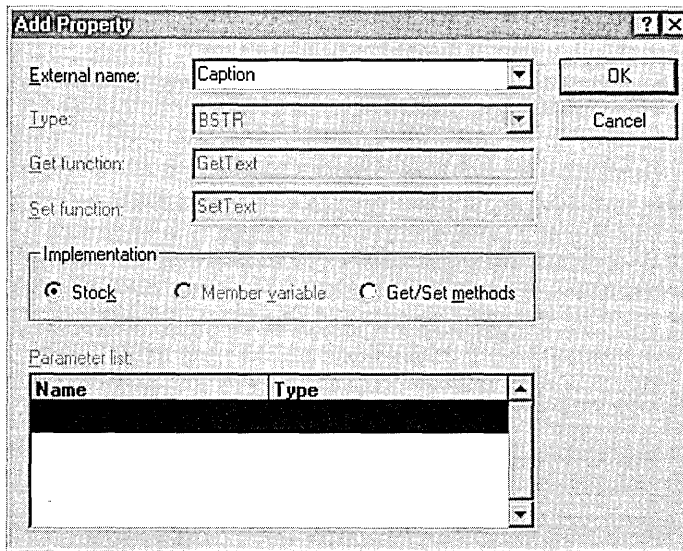 Add Property
External name: Caption OK
Type: BSTR Cancel
Get function: GetText
Set function: SetText
Implementation
Stock Member variable Get/Set methods
Parameter list:
Name Type